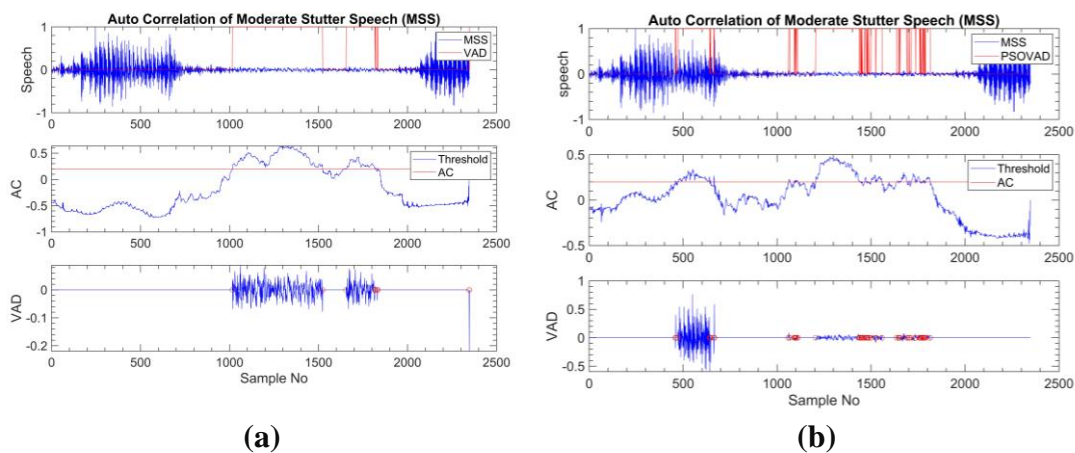 Auto Correlation of Moderate Stutter Speech (MSS)
1
0
-1
Speech
MSS
VAD
0 500 1000 1500 2000 2500
0.5
0
-0.5
-1
AC
Threshold
AC
0 500 1000 1500 2000 2500
0
-0.1
-0.2
VAD
0 500 1000 1500 2000 2500
Sample No
(a)
Auto Correlation of Moderate Stutter Speech (MSS)
1
0
-1
speech
MSS
PSOVAD
0 500 1000 1500 2000 2500
0.5
0
-0.5
AC
Threshold
AC
0 500 1000 1500 2000 2500
1
0.5
0
-0.5
VAD
0 500 1000 1500 2000 2500
Sample No
(b)